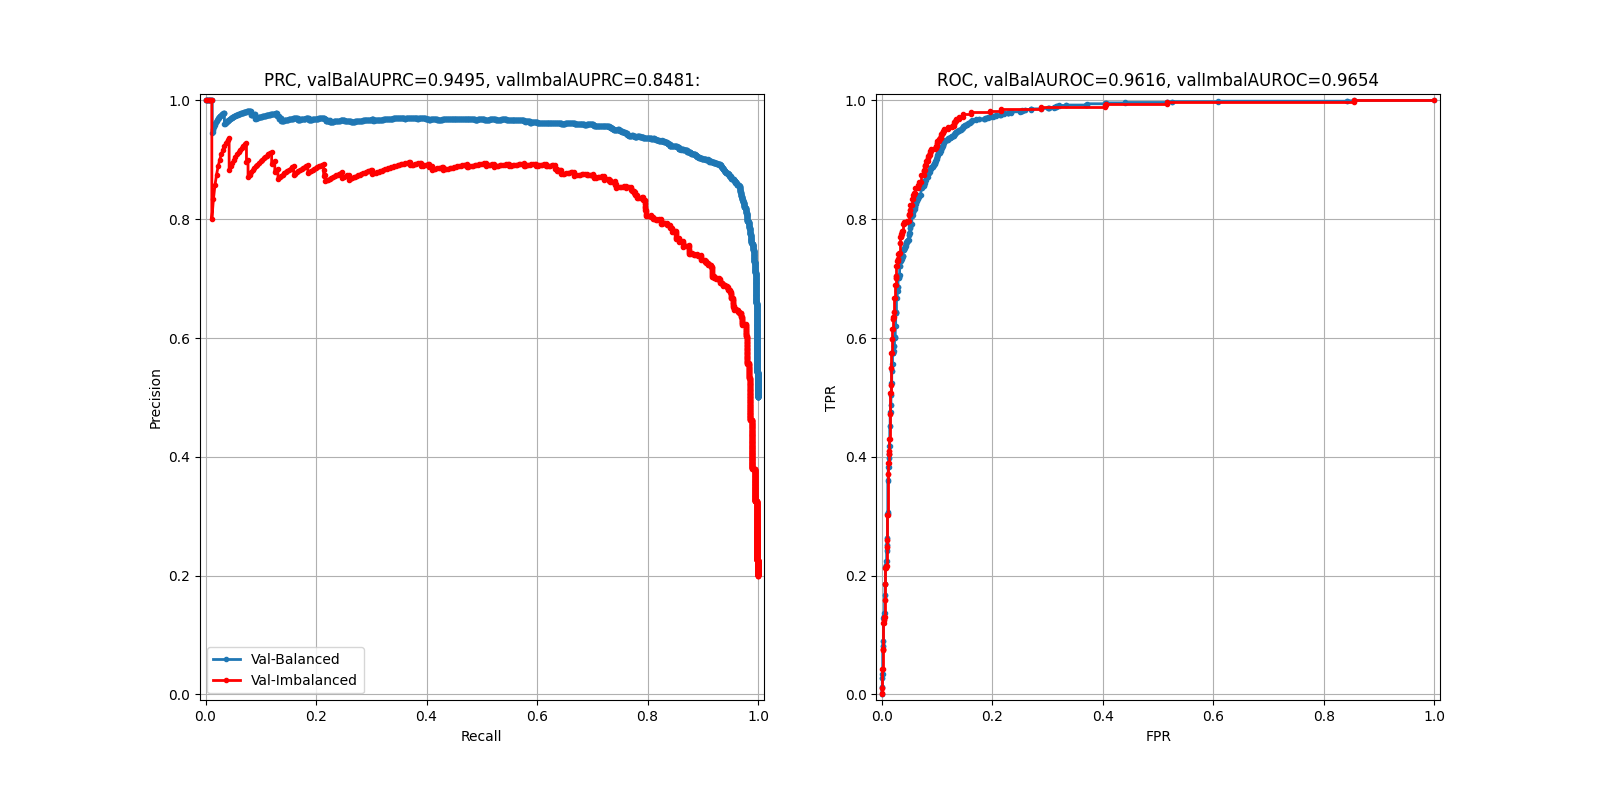 PRC, valBalAUPRC=0.9495, valImbalAUPRC=0.8481:
1.0
0.8
0.6
0.4
0.2
0.0
Precision
Val-Balanced
Val-Imbalanced
0.0 0.2 0.4 0.6 0.8 1.0
Recall
ROC, valBalAUROC=0.9616, valImbalAUROC=0.9654
1.0
0.8
0.6
0.4
0.2
0.0
TPR
0.0 0.2 0.4 0.6 0.8 1.0
FPR